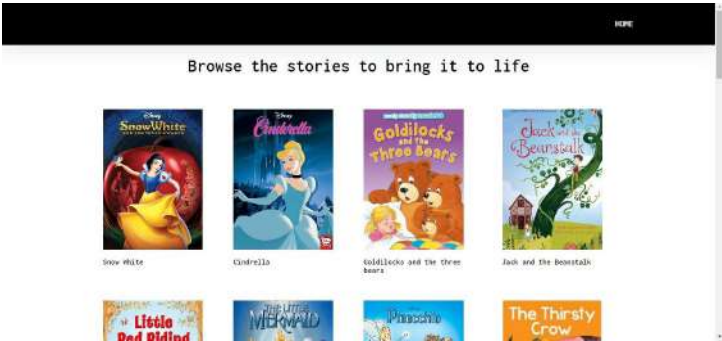 HOME
Browse the stories to bring it to life
Disney
Snow White
Disney
Cinderella
Goldilocks
and the
Three Bears
Jack and the
Beanstalk
Snow White
Cindrella
Goldilocks and the three
bears
Jack and the Beanstalk
Little
Red Riding
THE LITTLE
MERMAID
Pinocchio
The Thirsty
Crow